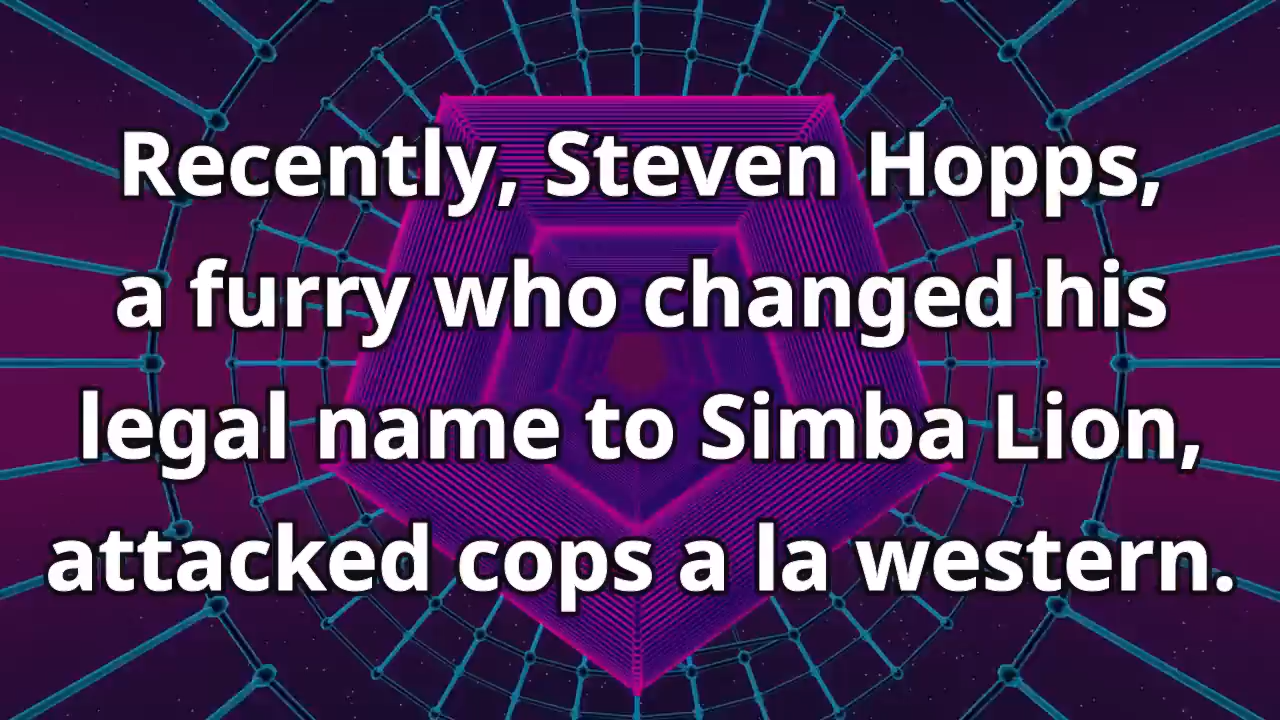 Recently, Steven Hopps,
a furry who changed his
legal name to Simba Lion,
attacked cops a la western.